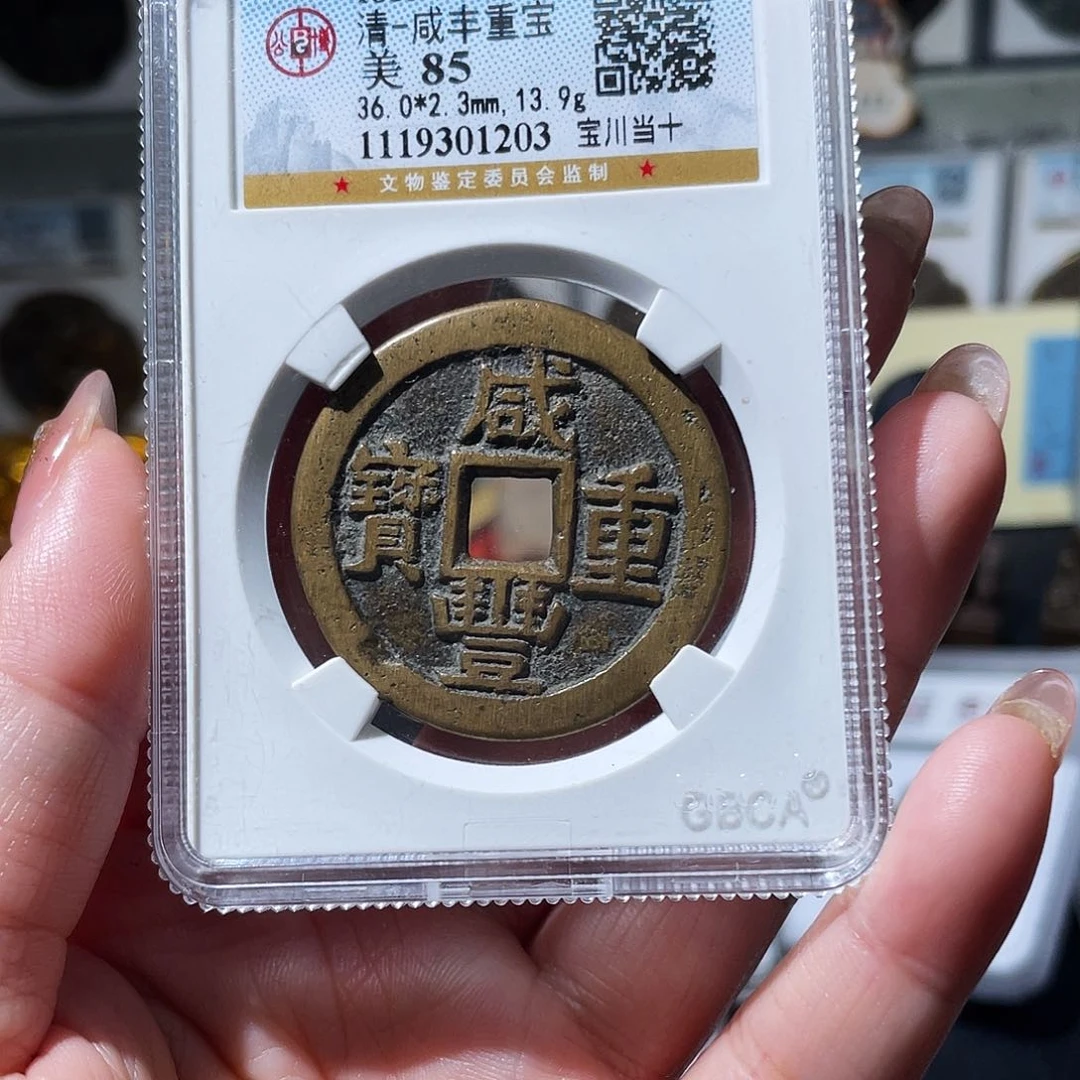 清-咸丰重宝
美 85
36.0*2.3mm, 13.9g
1119301203 宝川当十
★ 文物鉴定委员会监制 ★
咸
寶 重
豐
GBCA